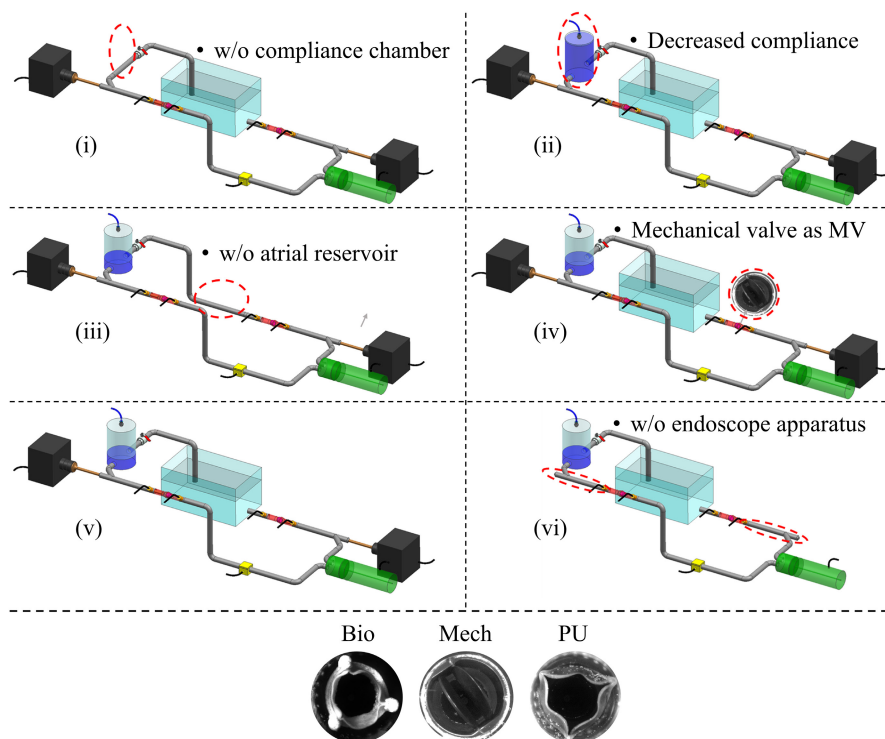 • w/o compliance chamber
(i)
• Decreased compliance
(ii)
• w/o atrial reservoir
(iii)
• Mechanical valve as MV
(iv)
(v)
• w/o endoscope apparatus
(vi)
Bio Mech PU